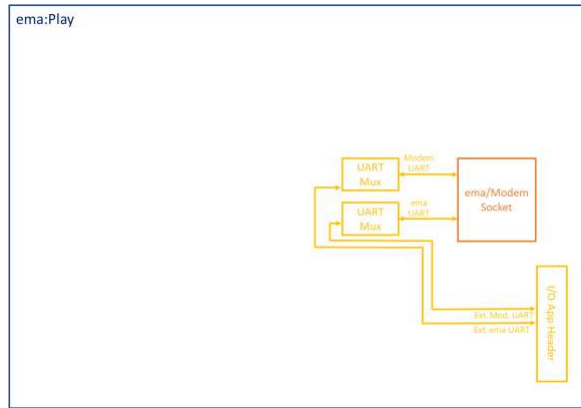 ema:Play
UART
Mux
Modem
UART
ema/Modem
Socket
UART
Mux
ema
UART
I/O App Header
Ext. Mod. UART
Ext. ema UART